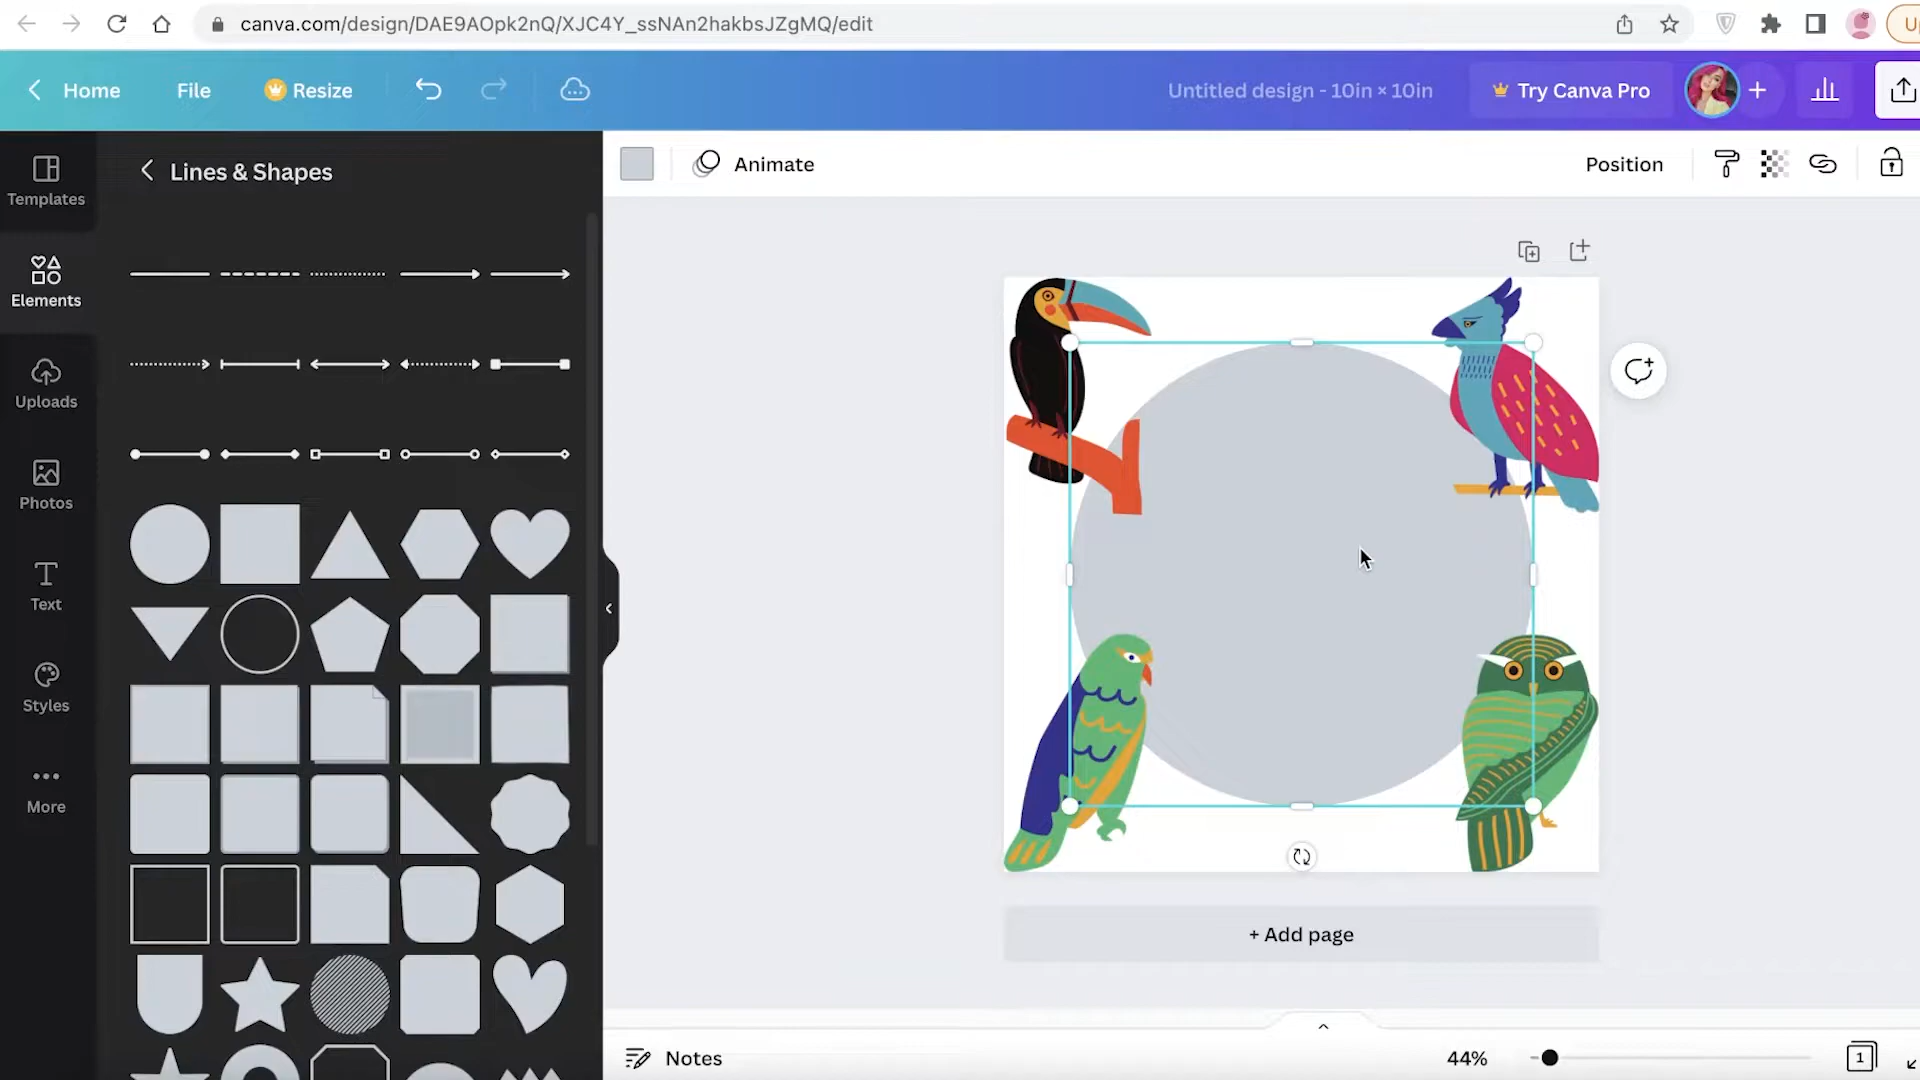 canva.com/design/DAE9AOpk2nQ/XJC4Y_ssNAn2hakbsJZgMQ/edit
Home File Resize Untitled design - 10in × 10in Try Canva Pro
Templates
Elements
Uploads
Photos
Text
Styles
More
Lines & Shapes
Animate Position
+ Add page
Notes 44% 1